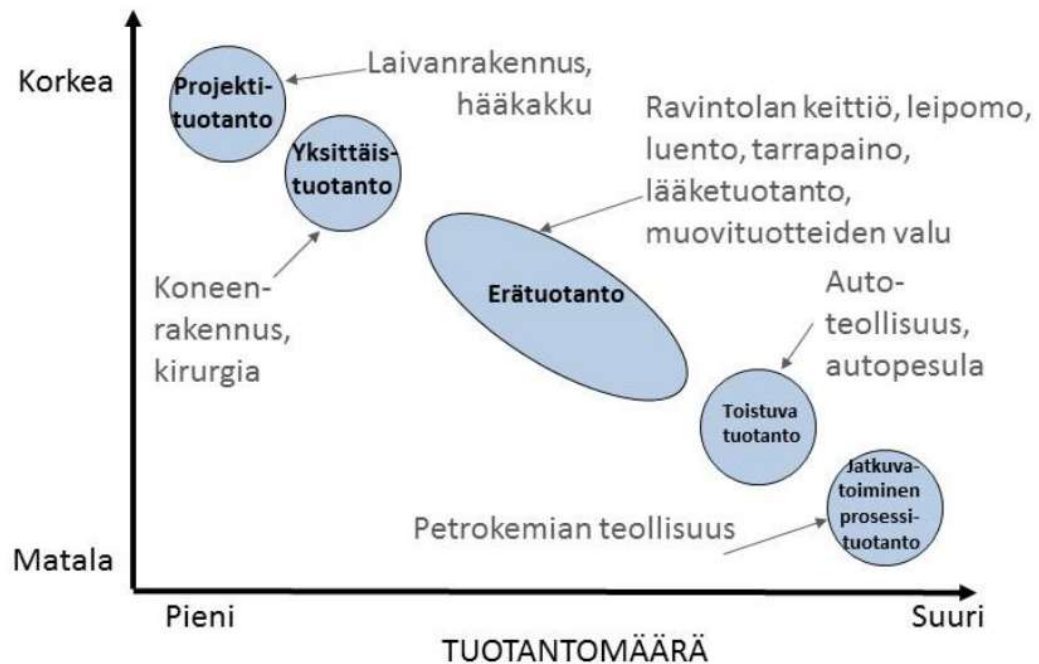 Korkea
Projekti-
tuotanto
Laivanrakennus,
hääkakku
Yksittäis-
tuotanto
Ravintolan keittiö, leipomo,
luento, tarrapaino,
lääketuotanto,
muovituotteiden valu
Koneen-
rakennus,
kirurgia
Erätuotanto
Auto-
teollisuus,
autopesula
Toistuva
tuotanto
Jatkuva-
toiminen
prosessi-
tuotanto
Petrokemian teollisuus
Matala
Pieni
Suuri
TUOTANTOMÄÄRÄ